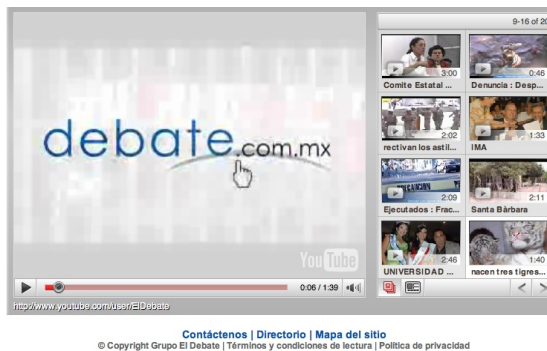 9-16 of 20
debate.com.mx
You Tube
3:00
Comite Estatal ...
0:46
Denuncia : Desp...
2:02
rectivan los astil...
1:33
IMA
2:09
Ejecutados : Frac...
2:11
Santa Bàrbara
2:46
UNIVERSIDAD ...
1:40
nacen tres tigres...
0:06 / 1:39
http://www.youtube.com/user/ElDebate
Contáctenos | Directorio | Mapa del sitio
© Copyright Grupo El Debate | Términos y condiciones de lectura | Política de privacidad